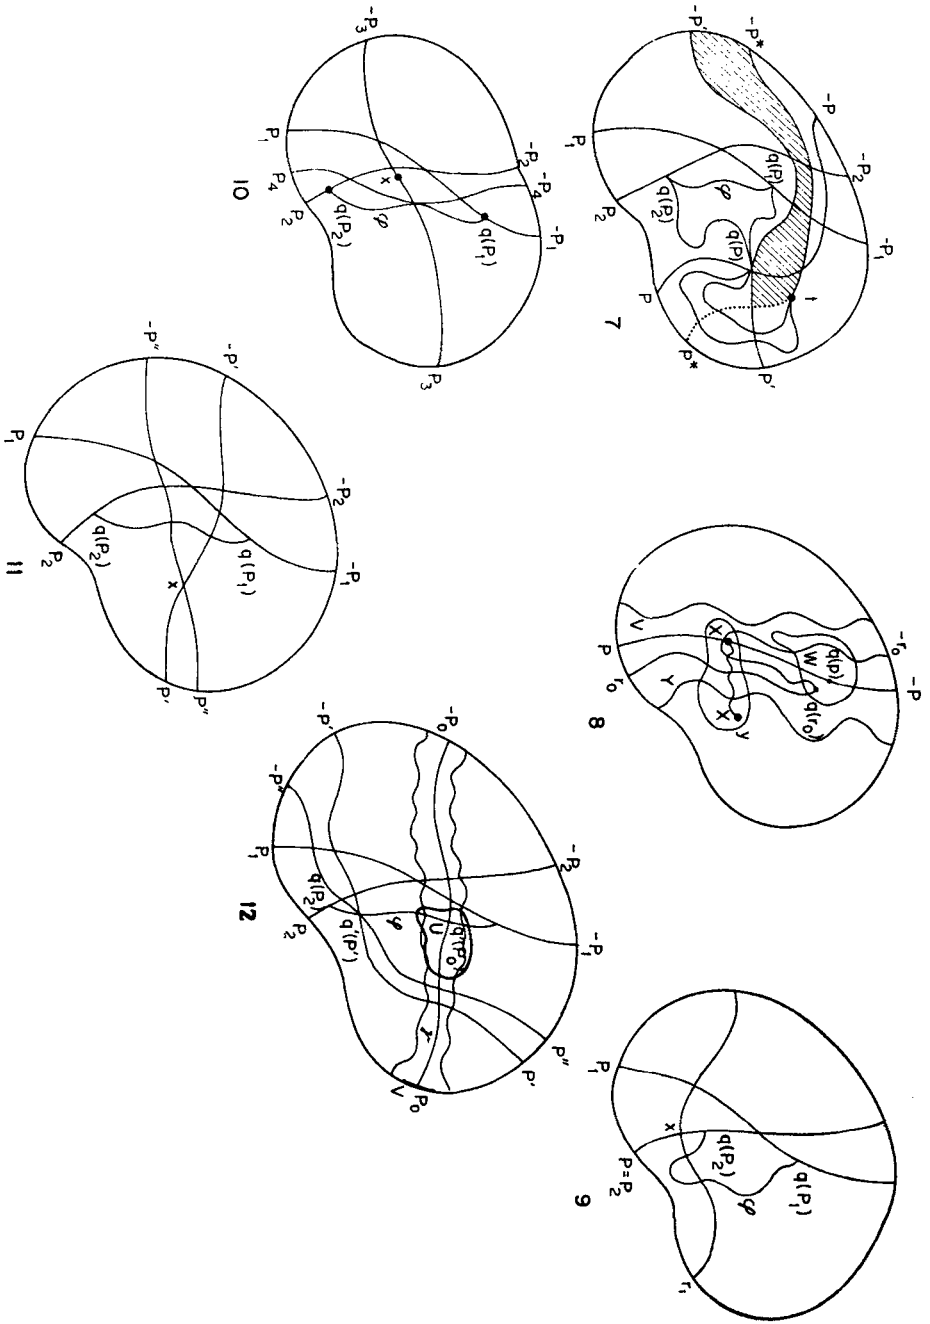 -P'
-P*
-P
-P₂
-P₁
P₁
P₂
q(P₁)
φ
q(P₂)
q(P)
t
P
P*
P'
7
-r₀
-P
V
P
r₀
Y
X
W
q(P)
q(r₀)
X
y
8
P₁
x
P=P₂
q(P₂)
q(P₁)
φ
r₁
9
-P₃
-P₂
-P₄
-P₁
P₁
P₄
P₂
x
q(P₂)
φ
q(P₁)
P₃
10
-P''
-P'
-P₂
-P₁
P₁
P₂
q(P₂)
q(P₁)
x
P'
P''
11
-P₀
-P'
-P''
-P₂
-P₁
P₁
P₂
q(P₂)
q'(P')
φ
U
q'(P₀)
γ
V
P₀
P'
P''
12